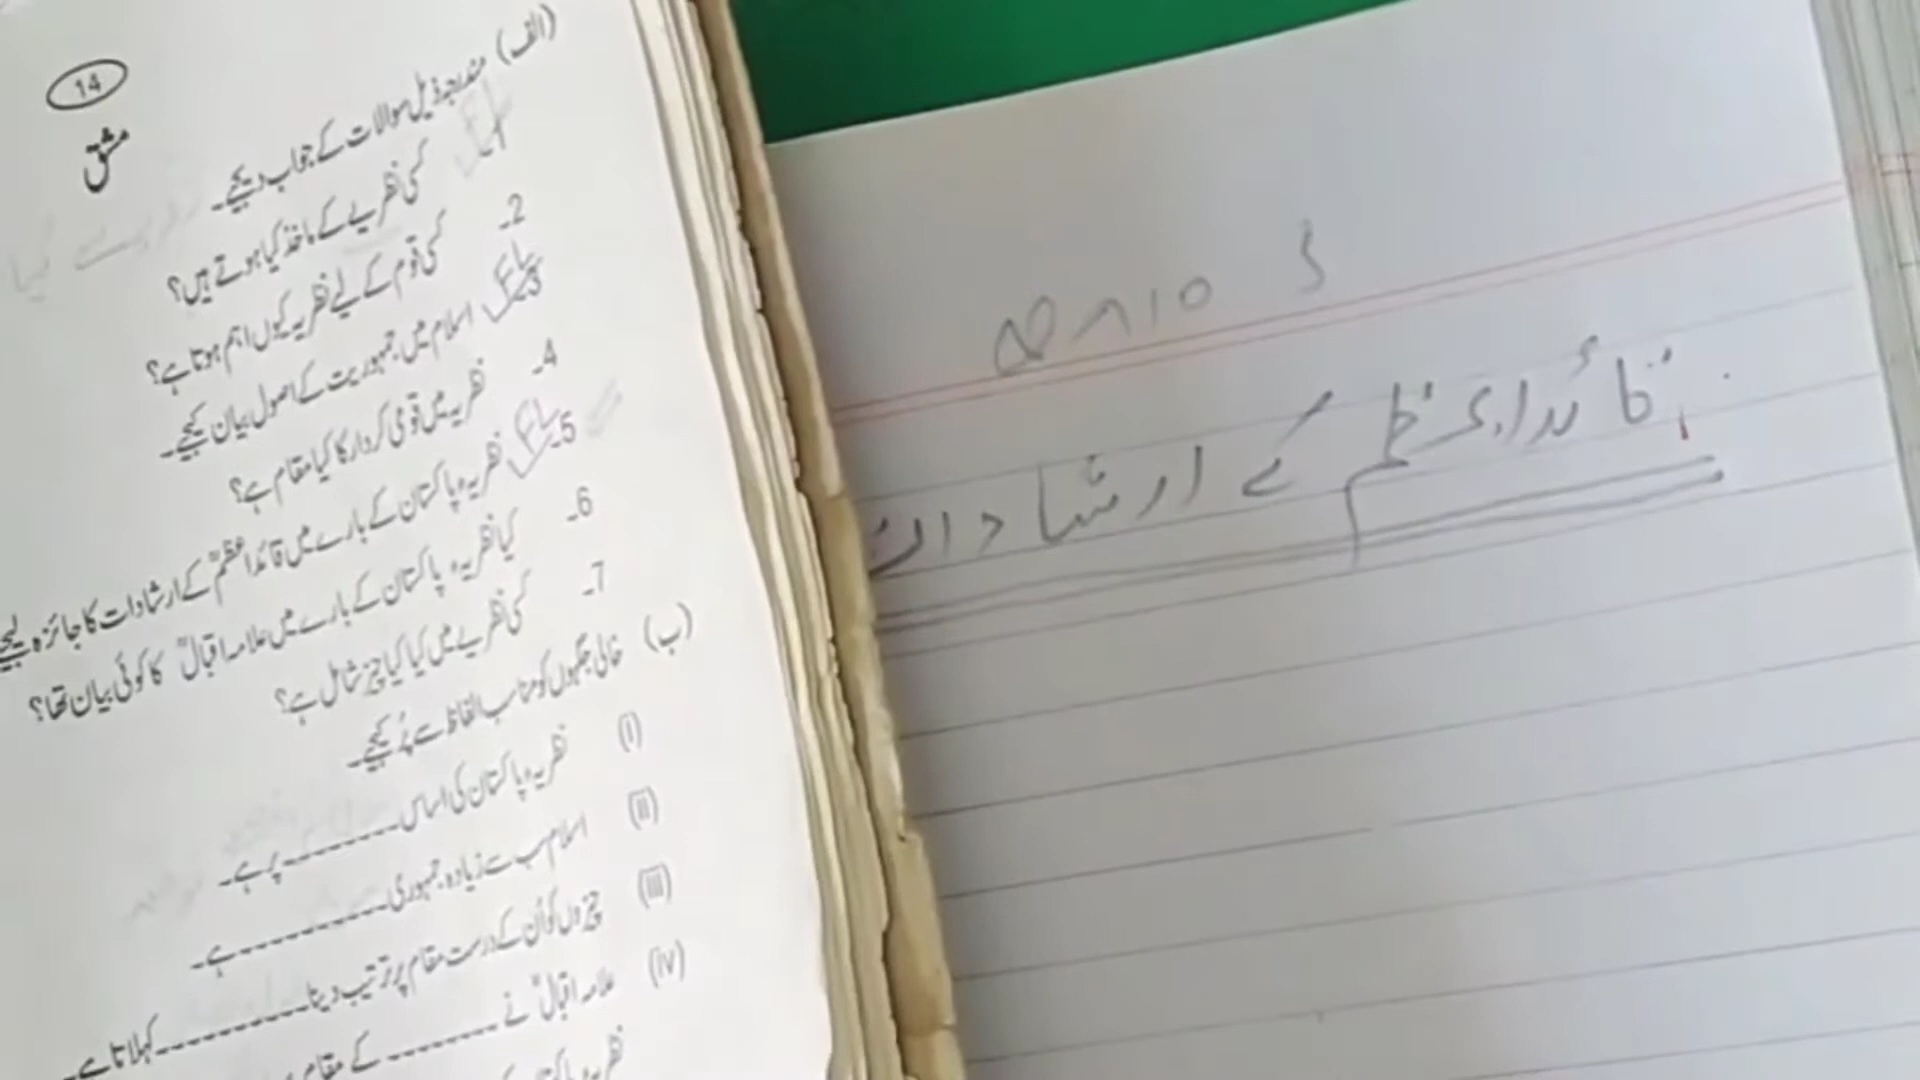 14
مشق
(الف) مندرجہ ذیل سوالات کے جواب دیجیے۔
1۔ کسی نظریے کے ماخذ کیا ہوتے ہیں؟
2۔ کسی قوم کے لیے نظریہ کیوں اہم ہوتا ہے؟
3۔ اسلام میں جمہوریت کے اصول بیان کیجیے۔
4۔ نظریہ میں قومی کردار کا کیا مقام ہے؟
5۔ نظریہ پاکستان کے بارے میں قائداعظمؒ کے ارشادات کا جائزہ لیجیے
6۔ کیا نظریہ پاکستان کے بارے میں علامہ اقبالؒ کا کوئی بیان تھا؟
7۔ کسی نظریے میں کیا کیا چیز شامل ہے؟
(ب) خالی جگہوں کو مناسب الفاظ سے پُر کیجیے۔
(i) نظریہ پاکستان کی اساس ---------- پر ہے۔
(ii) اسلام سب سے زیادہ جمہوری ---------- ہے۔
(iii) چیزوں کو اُن کے درست مقام پر ترتیب دینا ---------- کہلاتا ہے۔
(iv) علامہ اقبالؒ نے ---------- کے مقام
نظریہ پاکستان
قائداعظم کے ارشادات